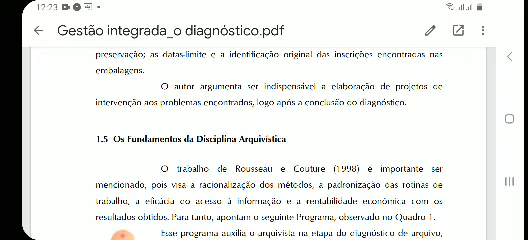 12:23
Gestão integrada_o diagnóstico.pdf
preservação; as datas-limite e a identificação original das inscrições encontradas nas
embalagens.
O autor argumenta ser indispensável a elaboração de projetos de
intervenção aos problemas encontrados, logo após a conclusão do diagnóstico.
1.5 Os Fundamentos da Disciplina Arquivística
O trabalho de Rousseau e Couture (1998) é importante ser
mencionado, pois visa a racionalização dos métodos, a padronização das rotinas de
trabalho, a eficácia do acesso à informação e a rentabilidade econômica com os
resultados obtidos. Para tanto, apontam o seguinte Programa, observado no Quadro 1.
Esse programa auxilia o arquivista na etapa do diagnóstico de arquivo,